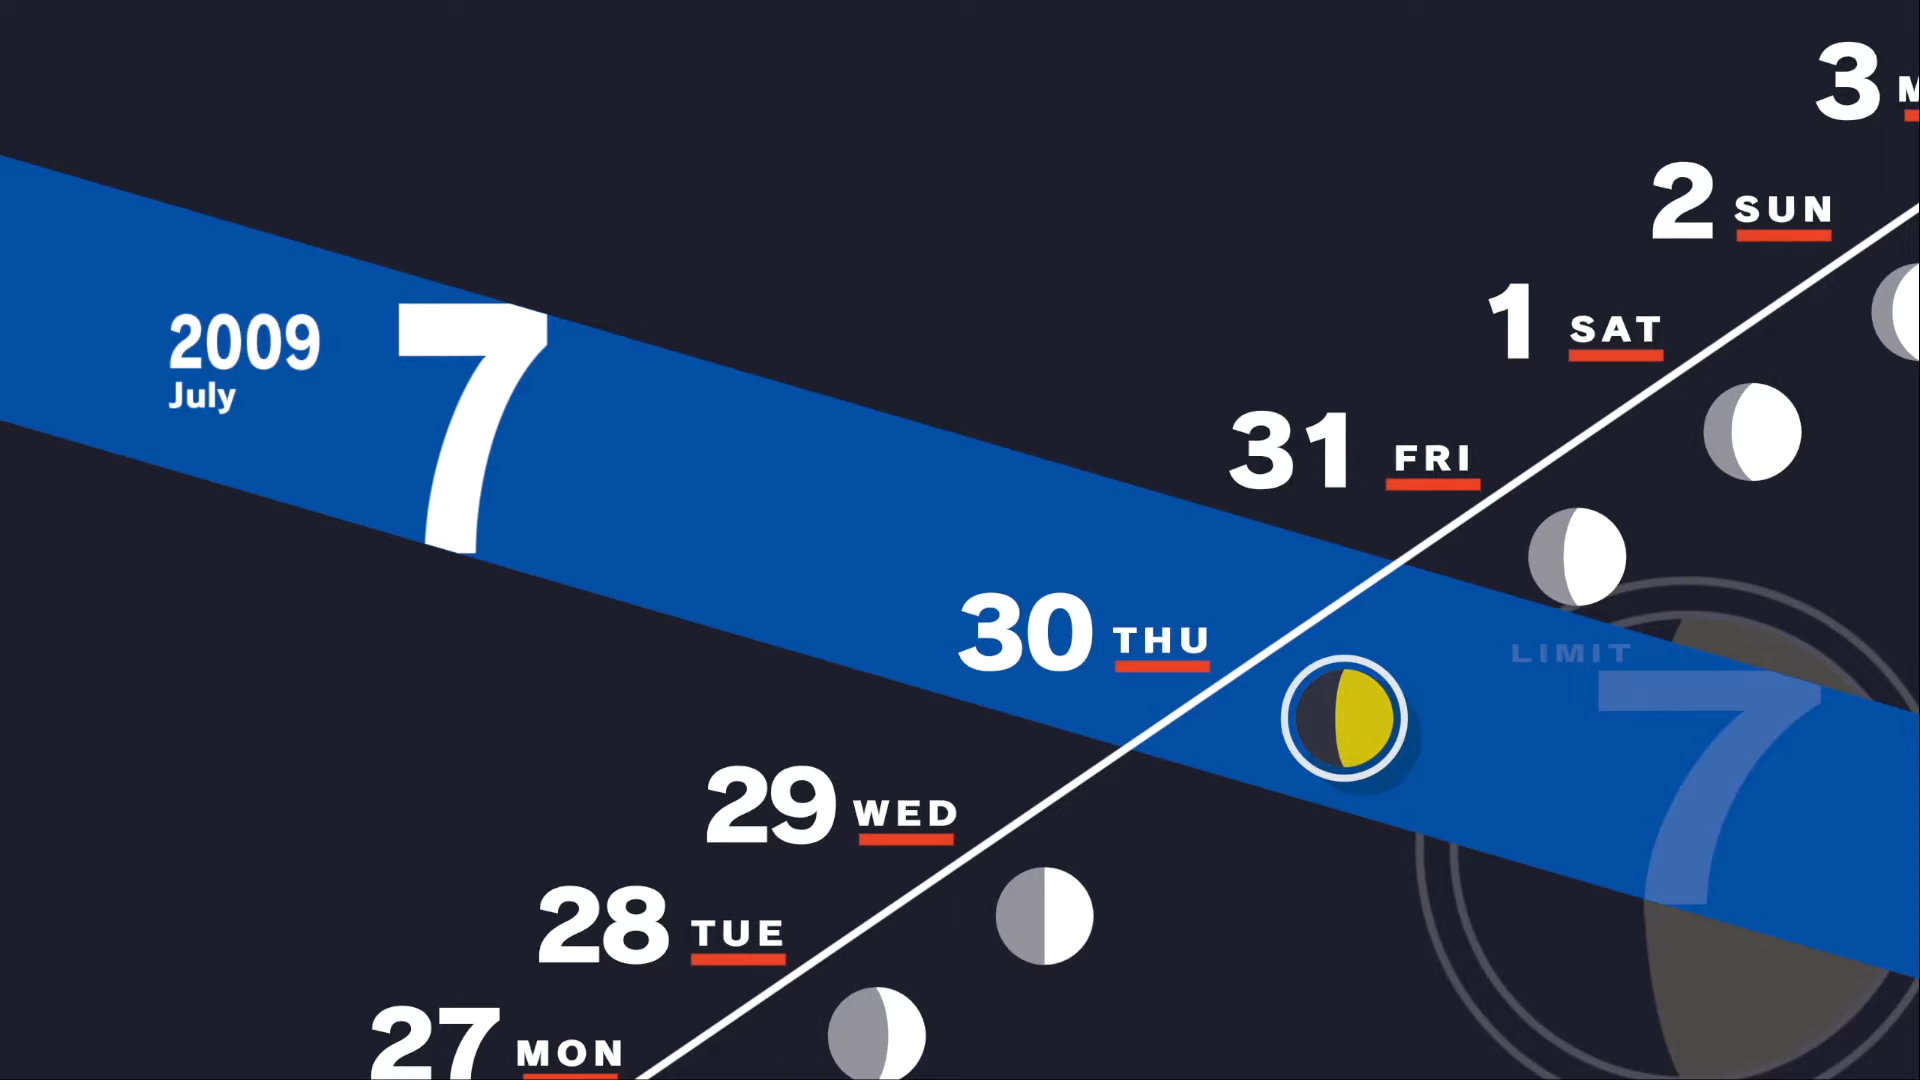 3 M
2 SUN
1 SAT
2009
July
7
31 FRI
30 THU
LIMIT
7
29 WED
28 TUE
27 MON